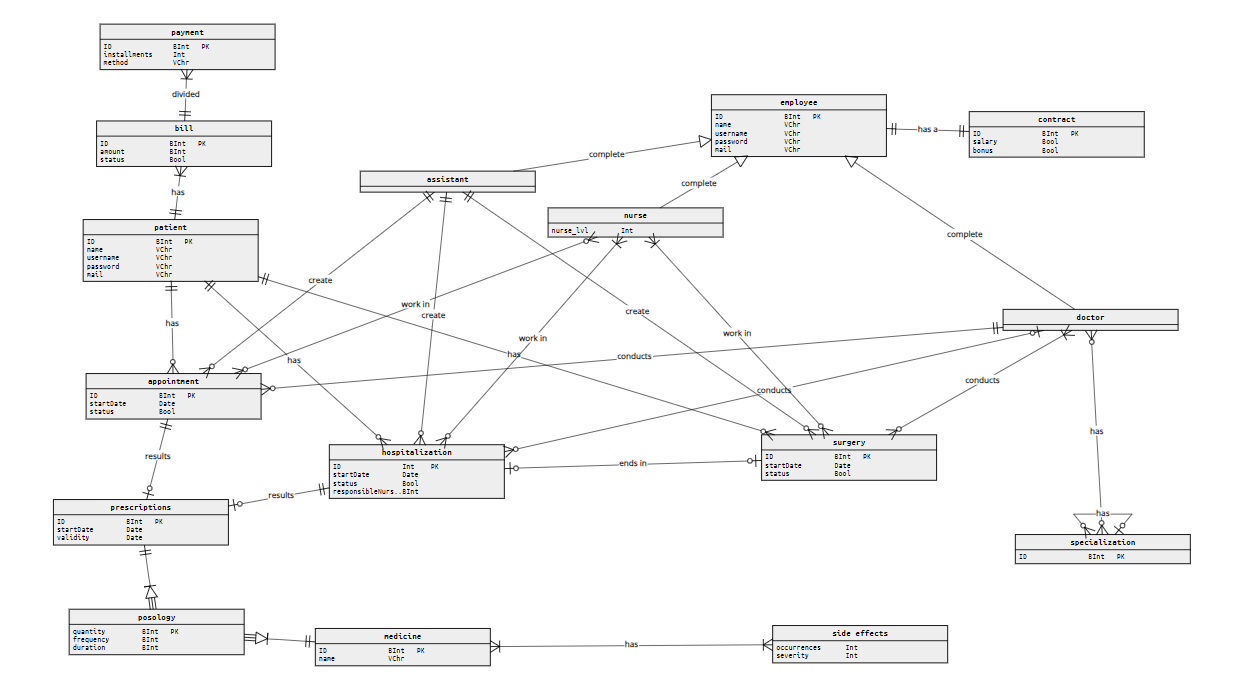 payment
ID BInt PK
installments Int
method VChr
divided
bill
ID BInt PK
amount BInt
status Bool
has
patient
ID BInt PK
name VChr
username VChr
password VChr
mail VChr
employee
ID BInt PK
name VChr
username VChr
password VChr
mail VChr
has a
contract
ID BInt PK
salary Bool
bonus Bool
complete
assistant
complete
nurse
nurse_lvl Int
complete
doctor
create
work in
create
create
work in
work in
has
has
has
conducts
conducts
conducts
has
appointment
ID BInt PK
startDate Date
status Bool
hospitalization
ID Int PK
startDate Date
status Bool
responsibleNurs..BInt
ends in
surgery
ID BInt PK
startDate Date
status Bool
results
results
prescriptions
ID BInt PK
startDate Date
validity Date
has
specialization
ID BInt PK
posology
quantity BInt PK
frequency BInt
duration BInt
medicine
ID BInt PK
name VChr
has
side effects
occurrences Int
severity Int